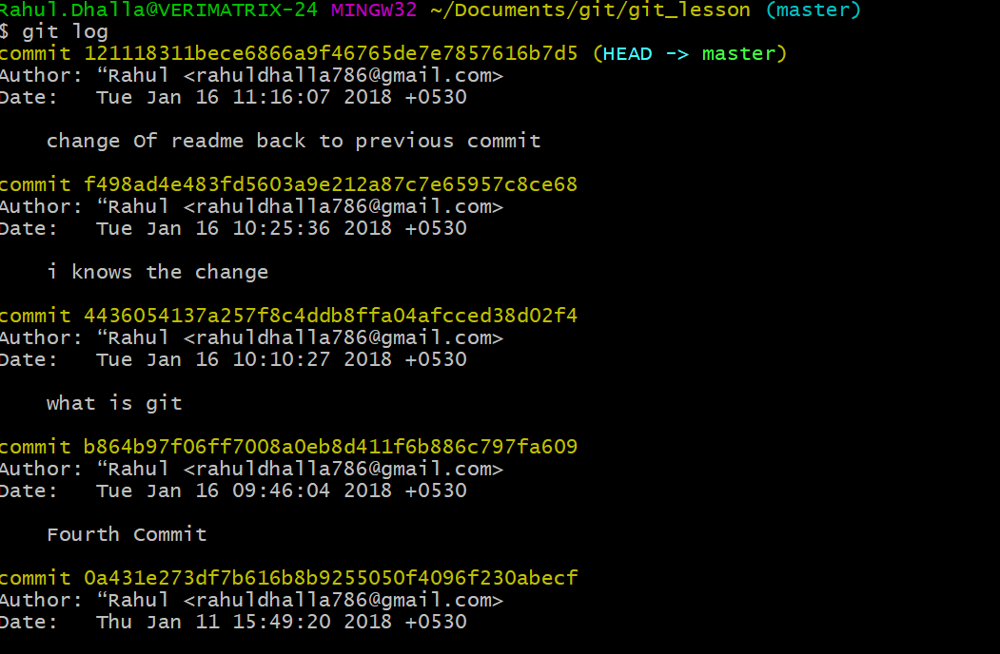 Rahul.Dhalla@VERIMATRIX-24 MINGW32 ~/Documents/git/git_lesson (master)
$ git log
commit 121118311bece6866a9f46765de7e7857616b7d5 (HEAD -> master)
Author: “Rahul <rahuldhalla786@gmail.com>
Date:   Tue Jan 16 11:16:07 2018 +0530
    change Of readme back to previous commit
commit f498ad4e483fd5603a9e212a87c7e65957c8ce68
Author: “Rahul <rahuldhalla786@gmail.com>
Date:   Tue Jan 16 10:25:36 2018 +0530
    i knows the change
commit 4436054137a257f8c4ddb8ffa04afcced38d02f4
Author: “Rahul <rahuldhalla786@gmail.com>
Date:   Tue Jan 16 10:10:27 2018 +0530
    what is git
commit b864b97f06ff7008a0eb8d411f6b886c797fa609
Author: “Rahul <rahuldhalla786@gmail.com>
Date:   Tue Jan 16 09:46:04 2018 +0530
    Fourth Commit
commit 0a431e273df7b616b8b9255050f4096f230abecf
Author: “Rahul <rahuldhalla786@gmail.com>
Date:   Thu Jan 11 15:49:20 2018 +0530